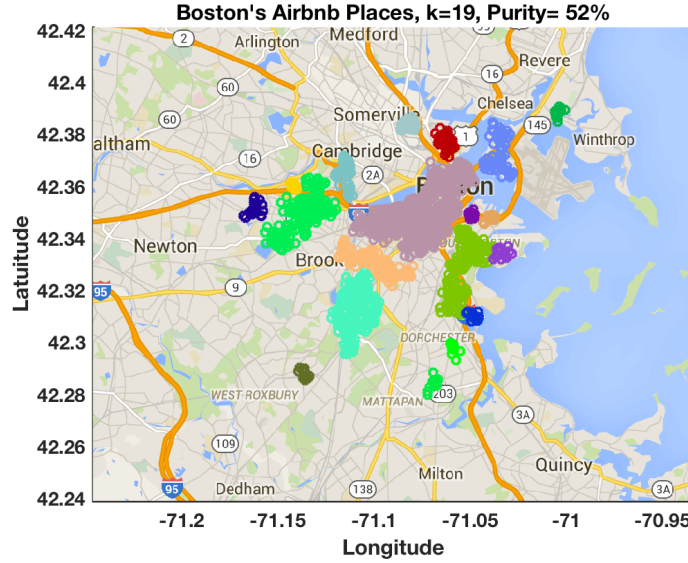 Boston's Airbnb Places, k=19, Purity= 52%
42.42
42.4
42.38
42.36
42.34
42.32
42.3
42.28
42.26
42.24
Latuitude
-71.2
-71.15
-71.1
-71.05
-71
-70.95
Longitude
2
Arlington
Medford
Revere
60
16
Somerville
Chelsea
60
1
145
Winthrop
altham
16
Cambridge
2A
Newton
Brook
95
9
DORCHESTER
WEST ROXBURY
MATTAPAN
203
3A
109
Quincy
95
Dedham
138
Milton
3A